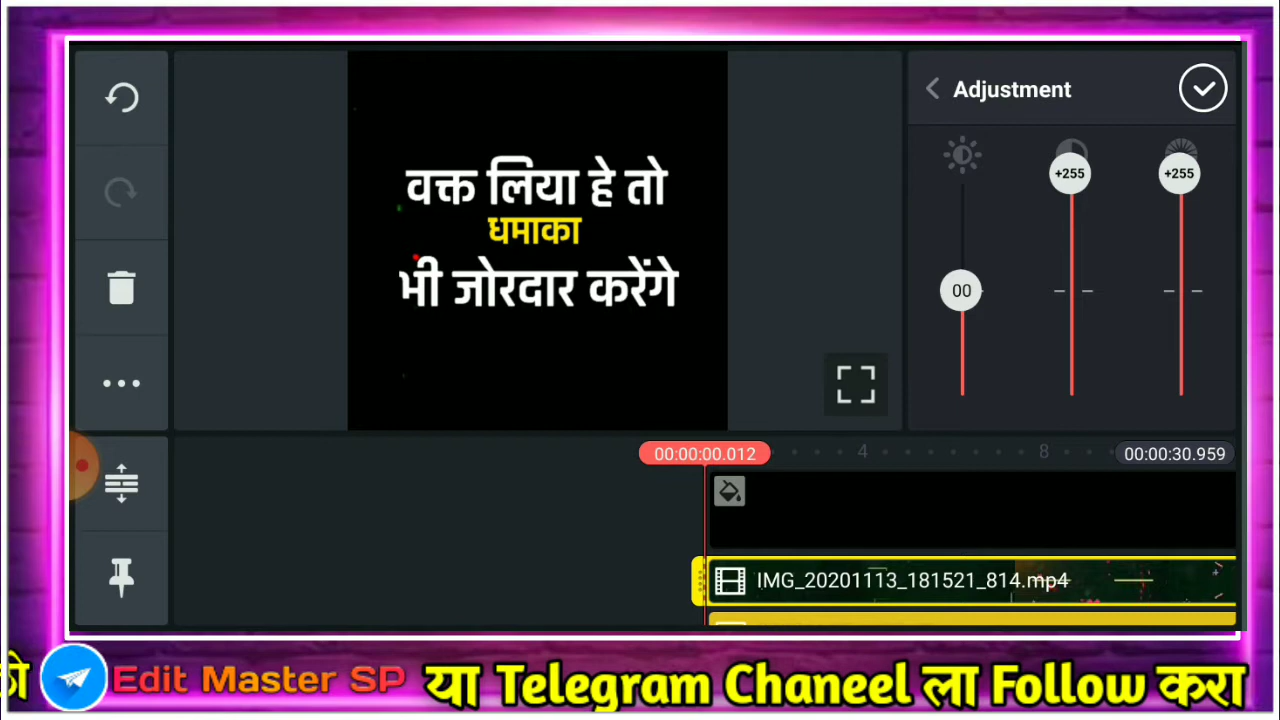 Adjustment
+255
+255
00
वक्त लिया हे तो
धमाका
भी जोरदार करेंगे
00:00:00.012
4
8
00:00:30.959
IMG_20201113_181521_814.mp4
को Edit Master SP या Telegram Chaneel ला Follow करा